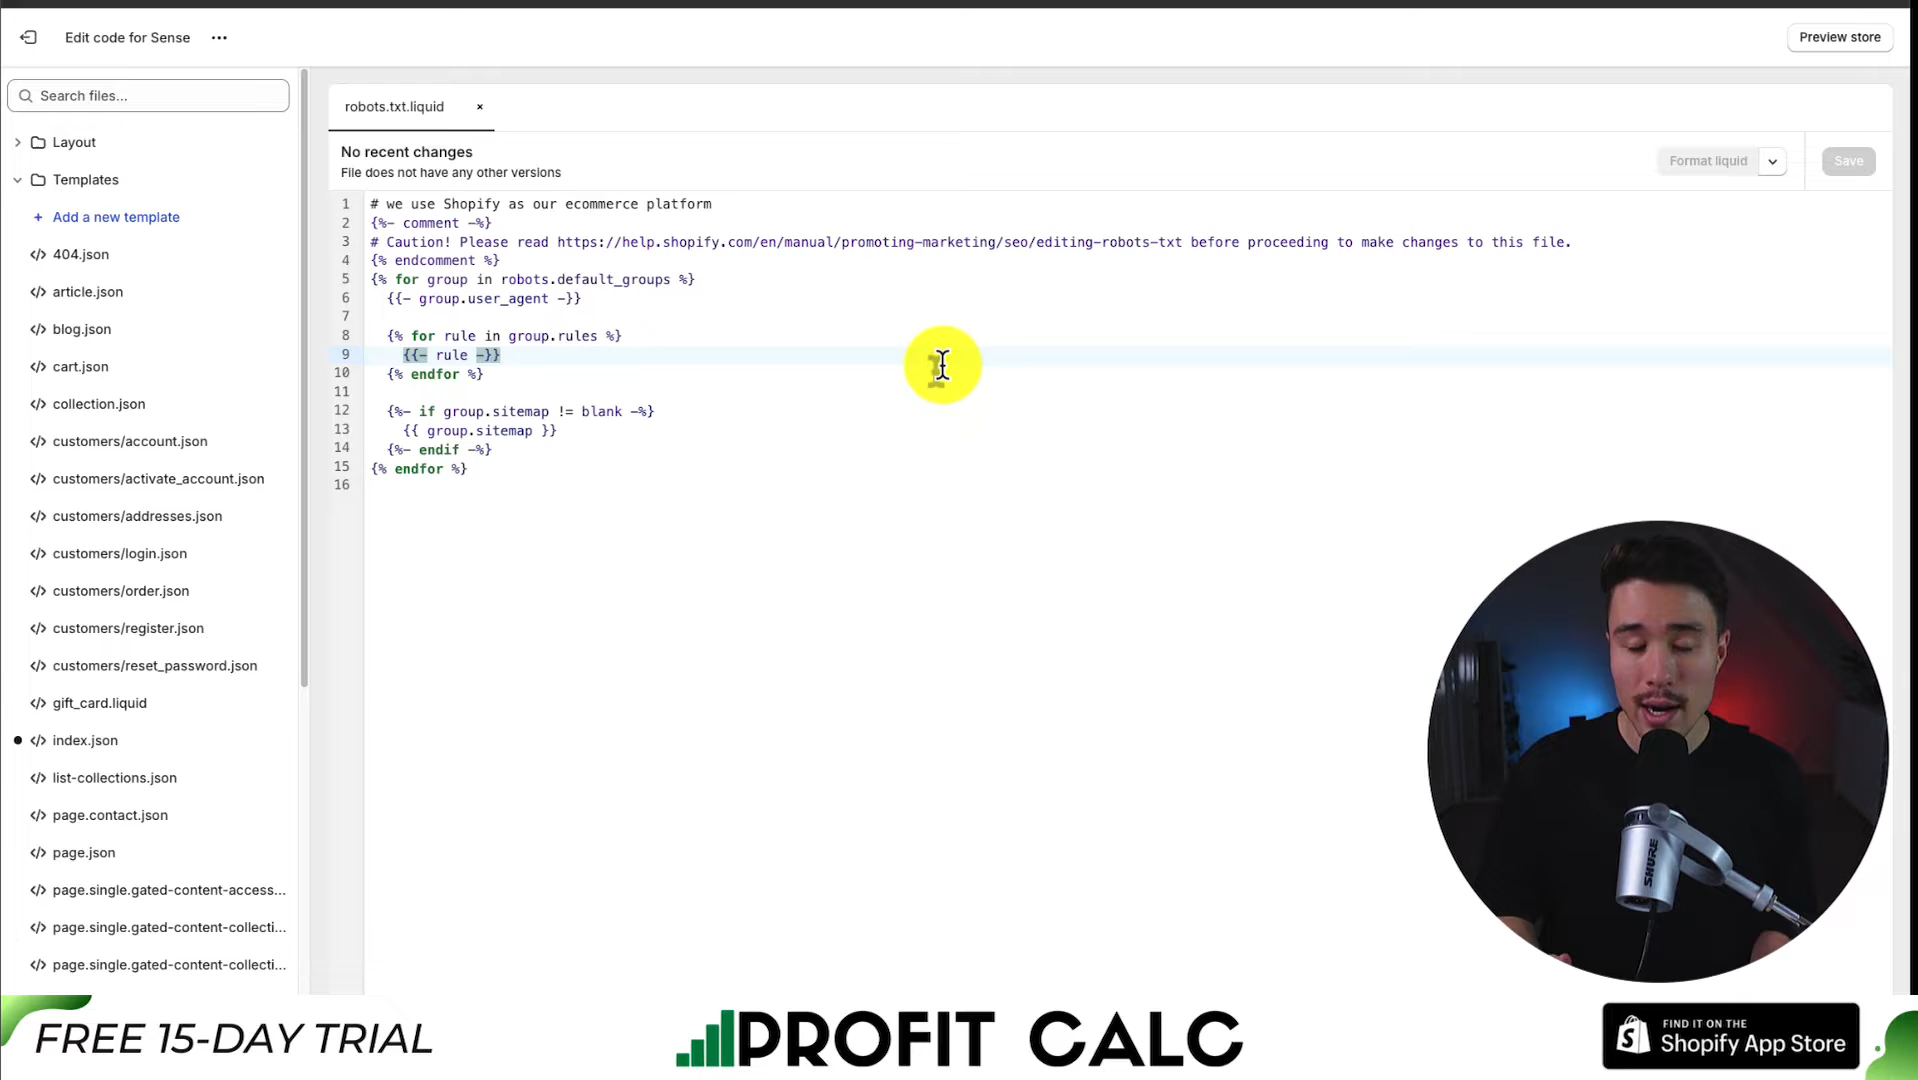 Edit code for Sense ...
Preview store
Search files...
Layout
Templates
+ Add a new template
</> 404.json
</> article.json
</> blog.json
</> cart.json
</> collection.json
</> customers/account.json
</> customers/activate_account.json
</> customers/addresses.json
</> customers/login.json
</> customers/order.json
</> customers/register.json
</> customers/reset_password.json
</> gift_card.liquid
</> index.json
</> list-collections.json
</> page.contact.json
</> page.json
</> page.single.gated-content-access...
</> page.single.gated-content-collecti...
</> page.single.gated-content-collecti...
robots.txt.liquid ×
No recent changes
File does not have any other versions
Format liquid
Save
1 # we use Shopify as our ecommerce platform
2 {%- comment -%}
3 # Caution! Please read https://help.shopify.com/en/manual/promoting-marketing/seo/editing-robots-txt before proceeding to make changes to this file.
4 {% endcomment %}
5 {% for group in robots.default_groups %}
6 {{- group.user_agent -}}
7
8 {% for rule in group.rules %}
9 {{- rule -}}
10 {% endfor %}
11
12 {%- if group.sitemap != blank -%}
13 {{ group.sitemap }}
14 {%- endif -%}
15 {% endfor %}
16
SHURE
FREE 15-DAY TRIAL
PROFIT CALC
FIND IT ON THE
Shopify App Store